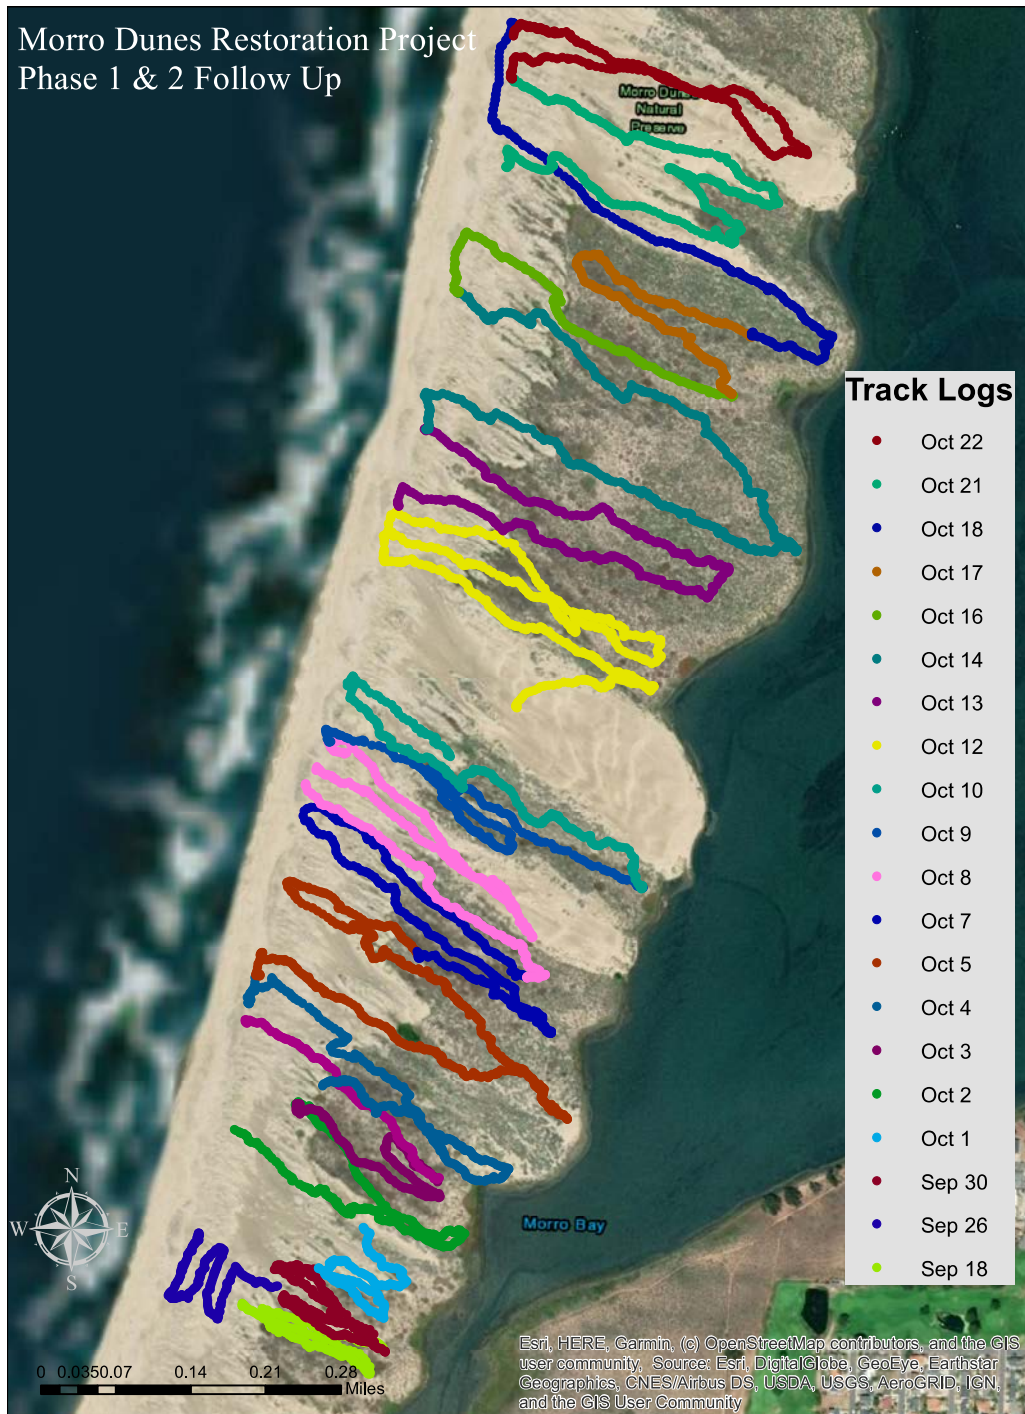 Morro Dunes Restoration Project
Phase 1 & 2 Follow Up
Morro Dunes
Natural
Preserve
Track Logs
Oct 22
Oct 21
Oct 18
Oct 17
Oct 16
Oct 14
Oct 13
Oct 12
Oct 10
Oct 9
Oct 8
Oct 7
Oct 5
Oct 4
Oct 3
Oct 2
Oct 1
Sep 30
Sep 26
Sep 18
N
W E
S
Morro Bay
0 0.035 0.07 0.14 0.21 0.28
Miles
Esri, HERE, Garmin, (c) OpenStreetMap contributors, and the GIS
user community, Source: Esri, DigitalGlobe, GeoEye, Earthstar
Geographics, CNES/Airbus DS, USDA, USGS, AeroGRID, IGN,
and the GIS User Community